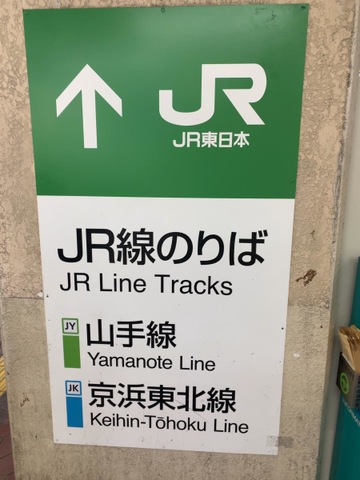 JR
JR東日本
JR線のりば
JR Line Tracks
JY 山手線
Yamanote Line
JK 京浜東北線
Keihin-Tōhoku Line